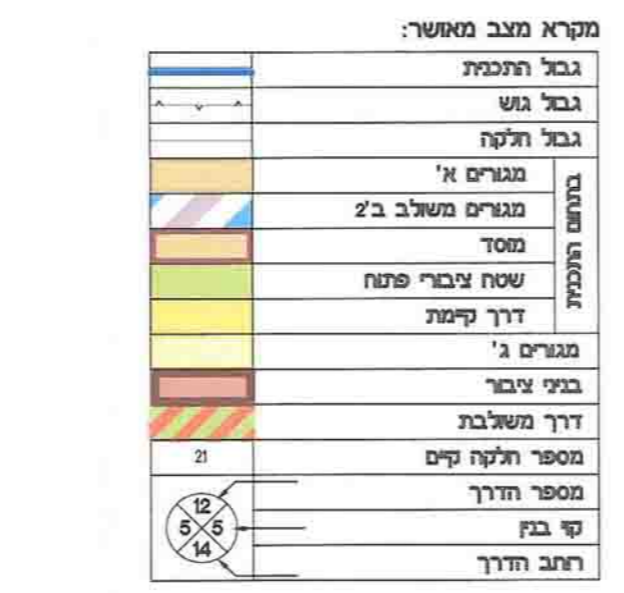 מקרא מצב מאושר:
גבול התכנית
גבול גוש
גבול חלקה
בתחום התכנית
מגורים א'
מגורים משולב ב'2
מוסד
שטח ציבורי פתוח
דרך קיימת
מגורים ג'
בניני ציבור
דרך משולבת
מספר חלקה קיים
21
מספר הדרך
קו בנין
רוחב הדרך
12
5 5
14